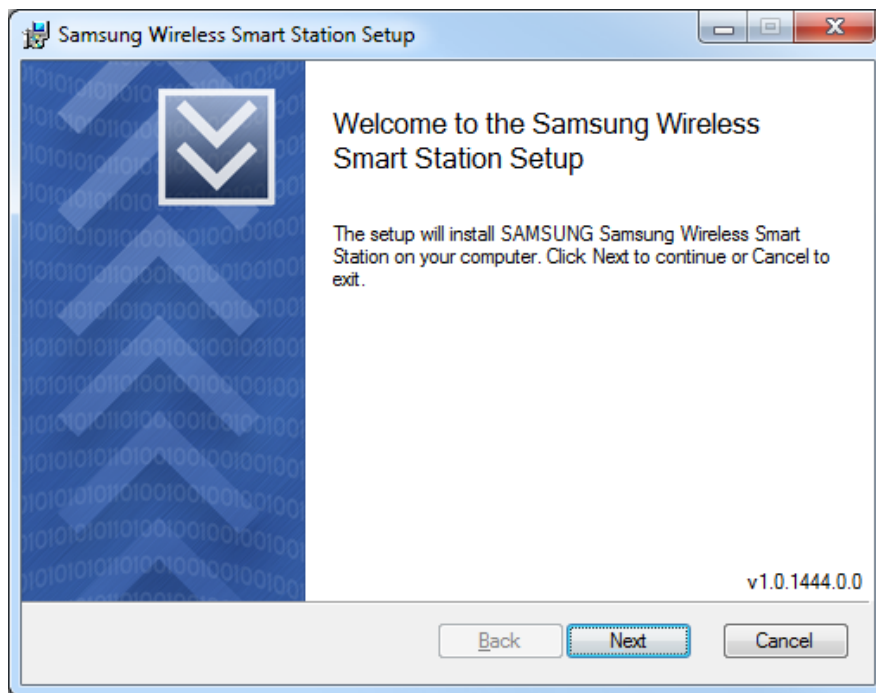 Samsung Wireless Smart Station Setup
Welcome to the Samsung Wireless
Smart Station Setup
The setup will install SAMSUNG Samsung Wireless Smart
Station on your computer. Click Next to continue or Cancel to
exit.
v1.0.1444.0.0
Back Next Cancel